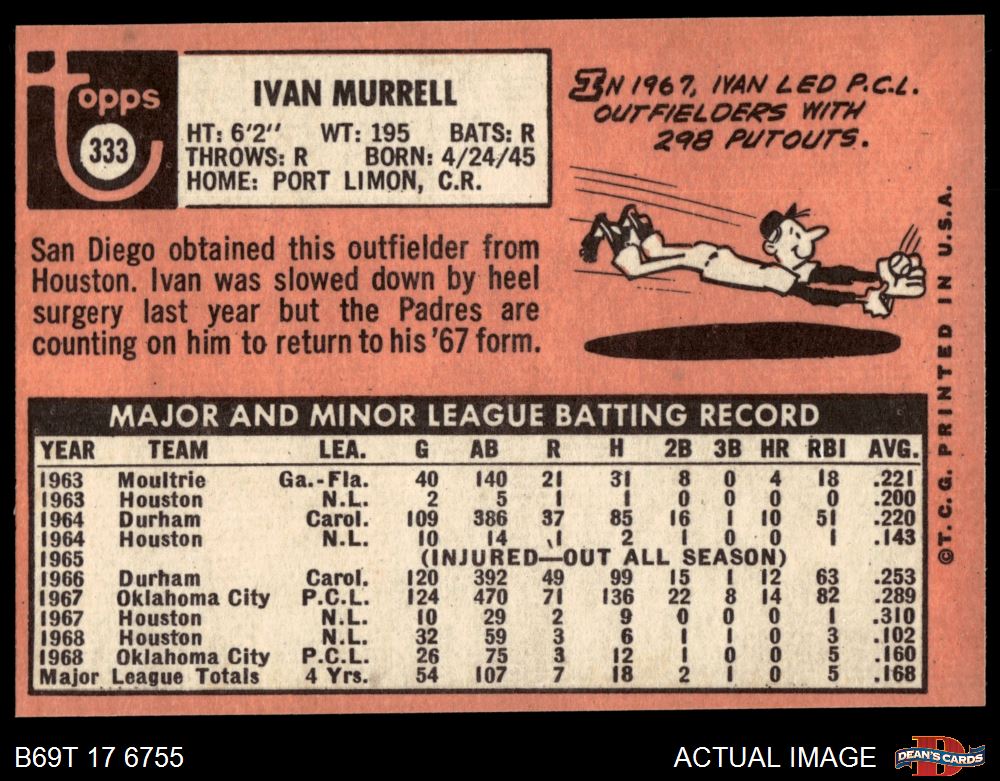 topps
333
IVAN MURRELL
HT: 6'2" WT: 195 BATS: R
THROWS: R BORN: 4/24/45
HOME: PORT LIMON, C.R.
IN 1967, IVAN LED P.C.L.
OUTFIELDERS WITH
298 PUTOUTS.
San Diego obtained this outfielder from
Houston. Ivan was slowed down by heel
surgery last year but the Padres are
counting on him to return to his '67 form.
©T. C. G. PRINTED IN U.S.A.
MAJOR AND MINOR LEAGUE BATTING RECORD
YEAR TEAM LEA. G AB R H 2B 3B HR RBI AVG.
1963 Moultrie Ga.-Fla. 40 140 21 31 8 0 4 18 .221
1963 Houston N.L. 2 5 1 1 0 0 0 0 .200
1964 Durham Carol. 109 386 37 85 16 1 10 51 .220
1964 Houston N.L. 10 14 1 2 1 0 0 1 .143
1965 (INJURED—OUT ALL SEASON)
1966 Durham Carol. 120 392 49 99 15 1 12 63 .253
1967 Oklahoma City P.C.L. 124 470 71 136 22 8 14 82 .289
1967 Houston N.L. 10 29 2 9 0 0 0 1 .310
1968 Houston N.L. 32 59 3 6 1 1 0 3 .102
1968 Oklahoma City P.C.L. 26 75 3 12 1 0 0 5 .160
Major League Totals 4 Yrs. 54 107 7 18 2 1 0 5 .168
B69T 17 6755
ACTUAL IMAGE
D
DEAN'S CARDS